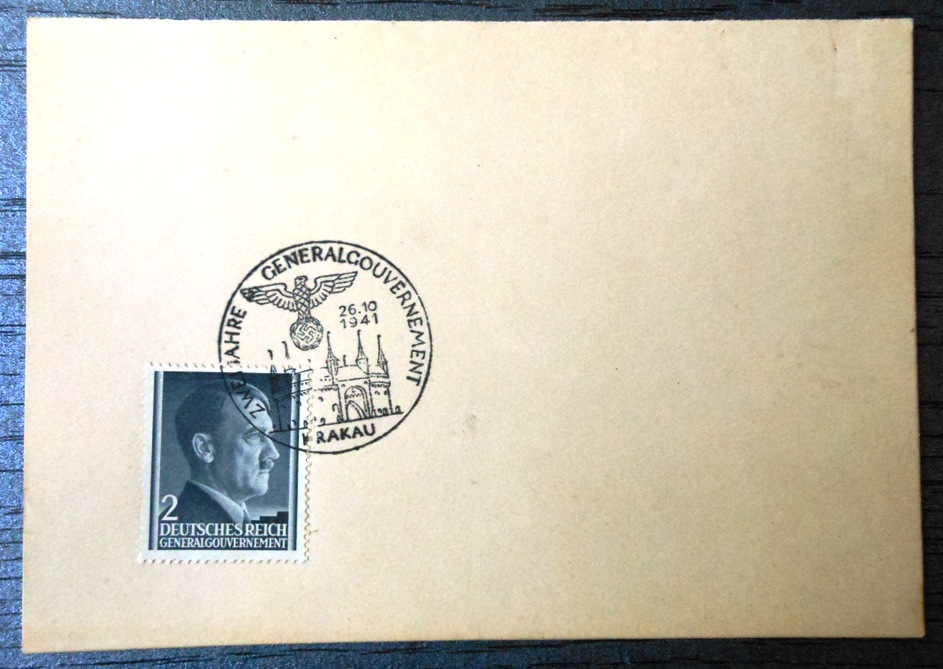 ZWEI JAHRE GENERALGOUVERNEMENT
26.10
1941
KRAKAU
2
DEUTSCHES REICH
GENERALGOUVERNEMENT